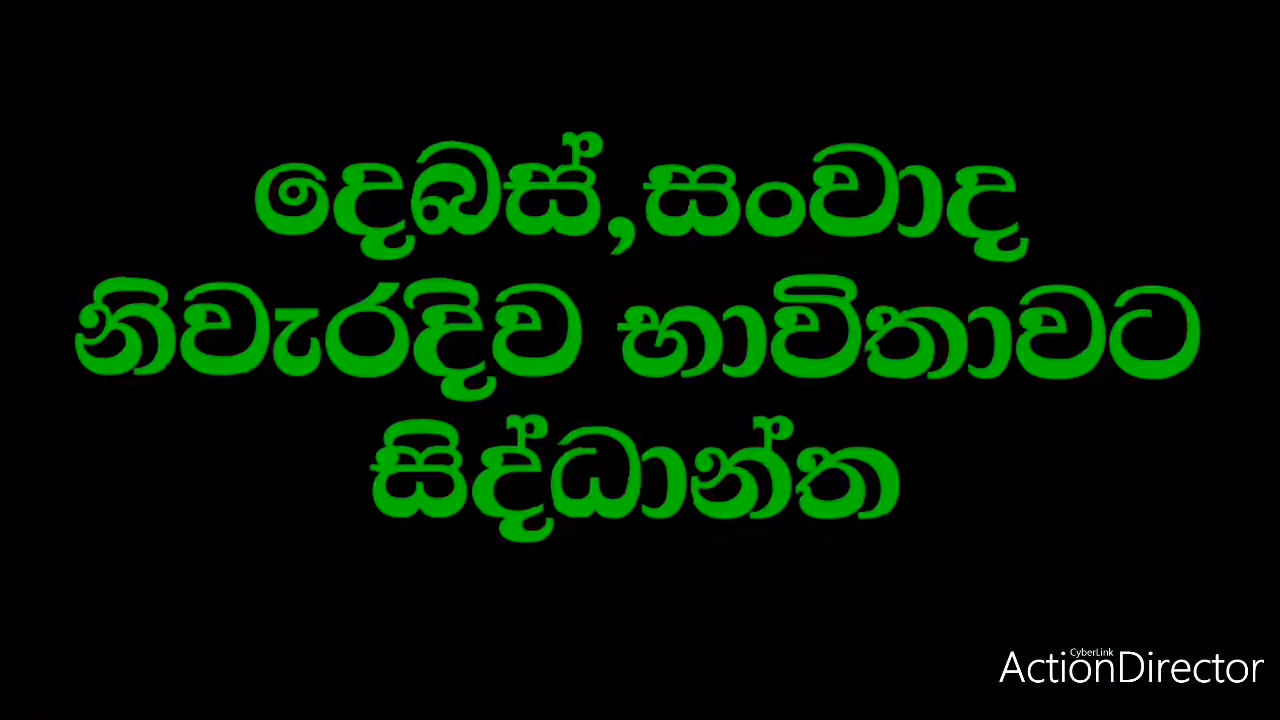 දෙබස්,සංවාද
නිවැරදිව භාවිතාවට
සිද්ධාන්ත
CyberLink
ActionDirector